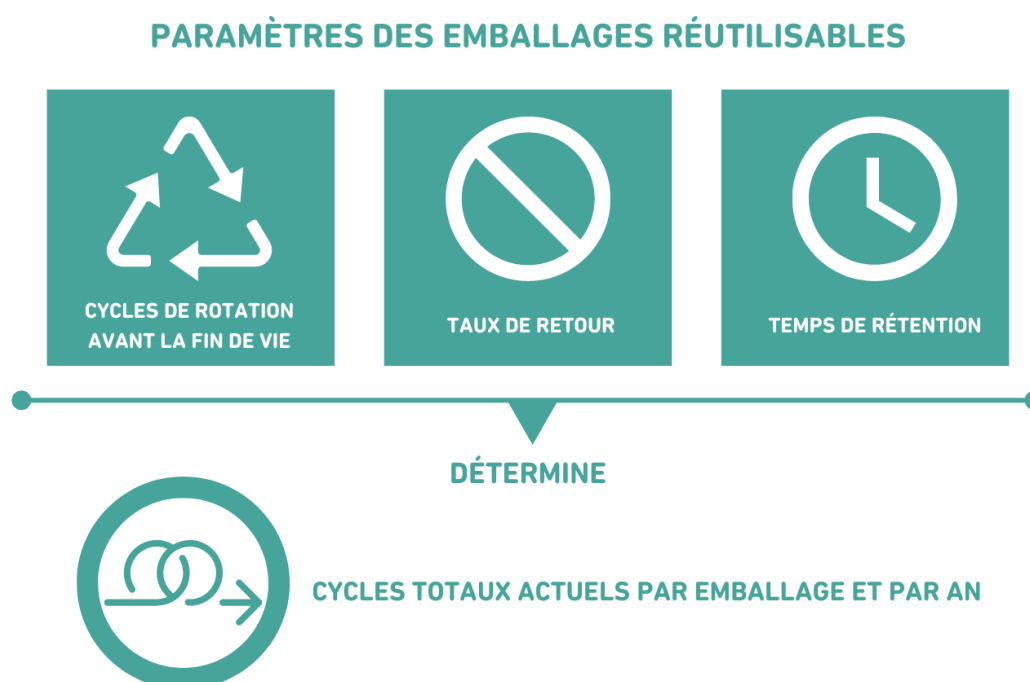 PARAMÈTRES DES EMBALLAGES RÉUTILISABLES
CYCLES DE ROTATION
AVANT LA FIN DE VIE
TAUX DE RETOUR
TEMPS DE RÉTENTION
DÉTERMINE
CYCLES TOTAUX ACTUELS PAR EMBALLAGE ET PAR AN